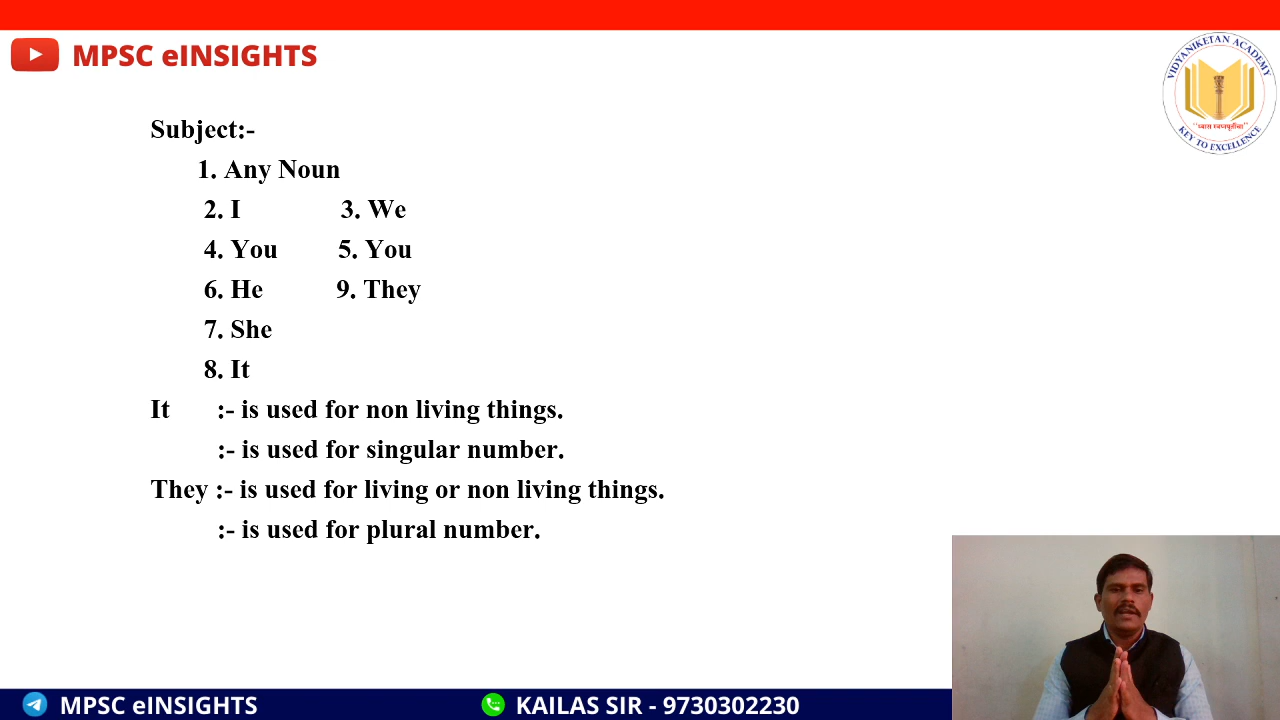 MPSC eINSIGHTS
VIDYANIKETAN ACADEMY
"ध्यास स्वप्नपूर्तीचा"
KEY TO EXCELLENCE
Subject:-
1. Any Noun
2. I 3. We
4. You 5. You
6. He 9. They
7. She
8. It
It :- is used for non living things.
:- is used for singular number.
They :- is used for living or non living things.
:- is used for plural number.
MPSC eINSIGHTS
KAILAS SIR - 9730302230